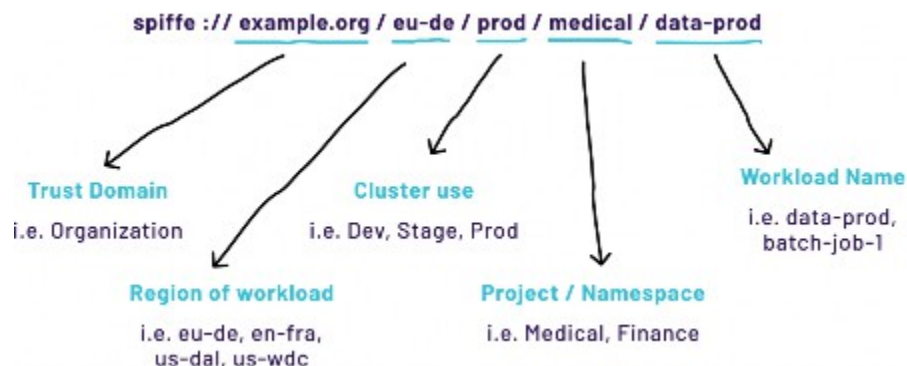 spiffe :// example.org / eu-de / prod / medical / data-prod
Trust Domain
i.e. Organization
Cluster use
i.e. Dev, Stage, Prod
Workload Name
i.e. data-prod,
batch-job-1
Region of workload
i.e. eu-de, en-fra,
us-dal, us-wdc
Project / Namespace
i.e. Medical, Finance